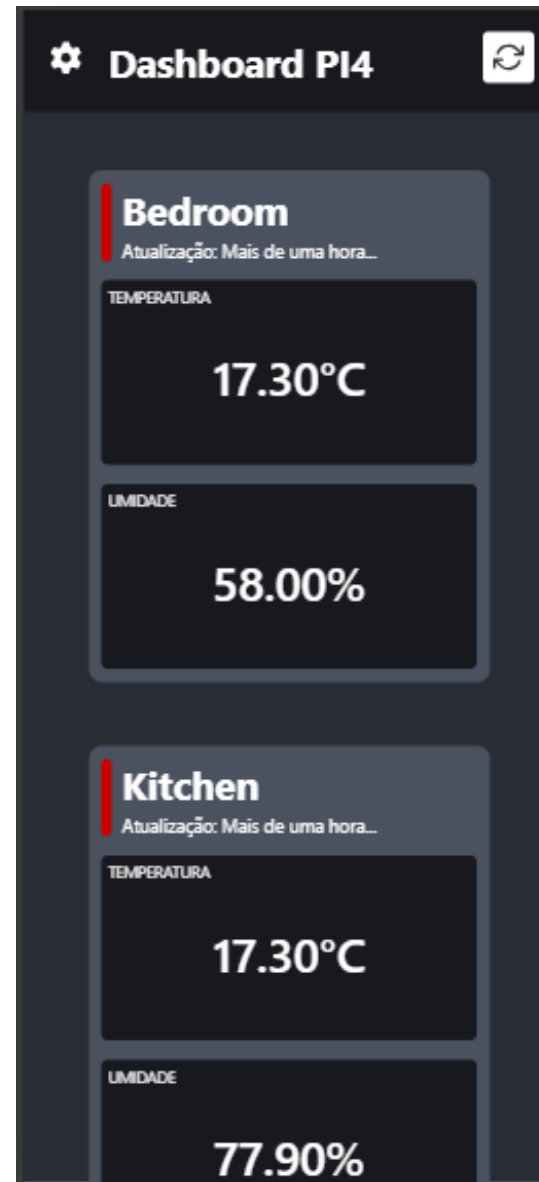 Dashboard PI4
Bedroom
Atualização: Mais de uma hora...
TEMPERATURA
17.30°C
UMIDADE
58.00%
Kitchen
Atualização: Mais de uma hora...
TEMPERATURA
17.30°C
UMIDADE
77.90%